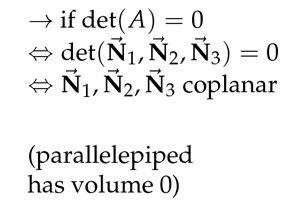 → if det(A) = 0
⇔ det(N⃗₁, N⃗₂, N⃗₃) = 0
⇔ N⃗₁, N⃗₂, N⃗₃ coplanar
(parallelepiped
has volume 0)